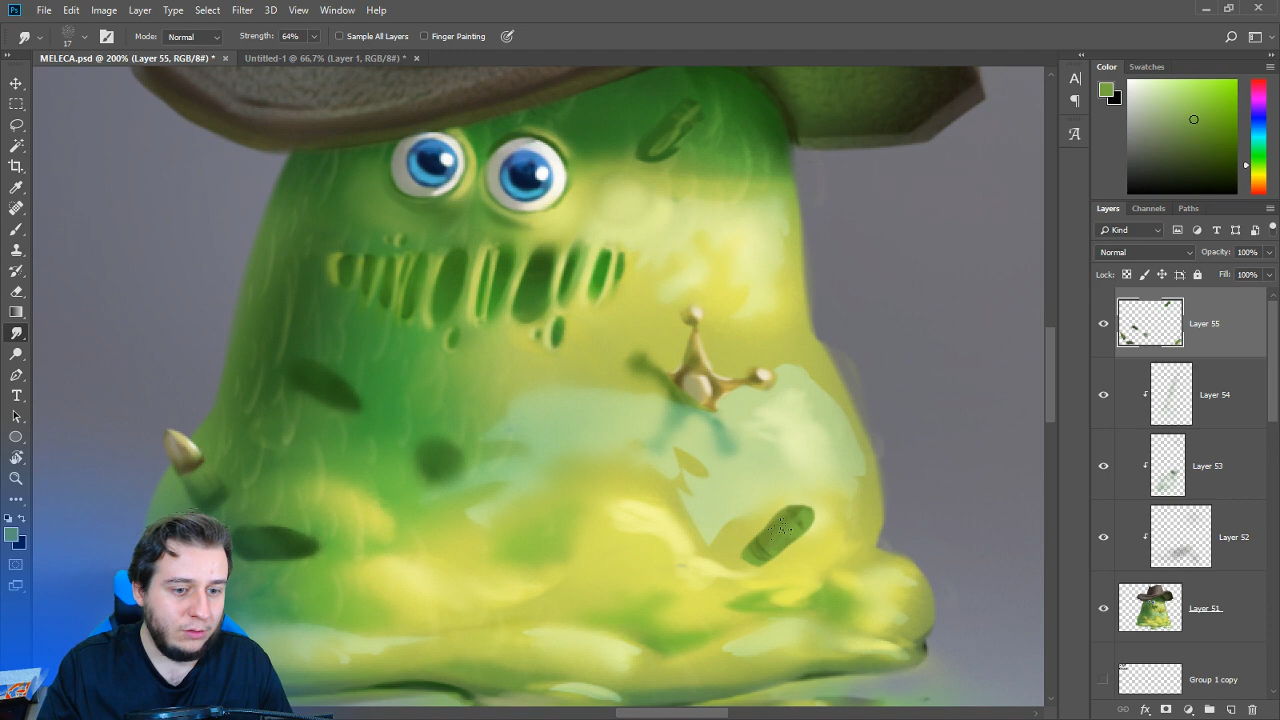 Ps File Edit Image Layer Type Select Filter 3D View Window Help
17 Mode: Normal Strength: 64% Sample All Layers Finger Painting
MELECA.psd @ 200% (Layer 55, RGB/8#) * Untitled-1 @ 66,7% (Layer 1, RGB/8#) *
Color Swatches
Layers Channels Paths
Kind
Normal Opacity: 100%
Lock: Fill: 100%
Layer 55
Layer 54
Layer 53
Layer 52
Layer 51
Group 1 copy